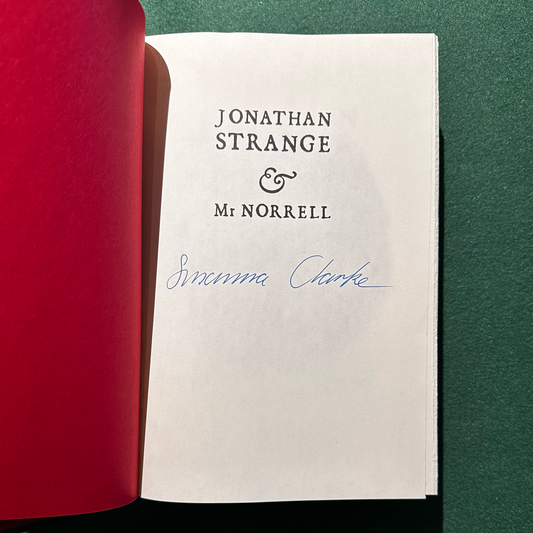 JONATHAN
STRANGE
&
Mr NORRELL
Susanna Clarke